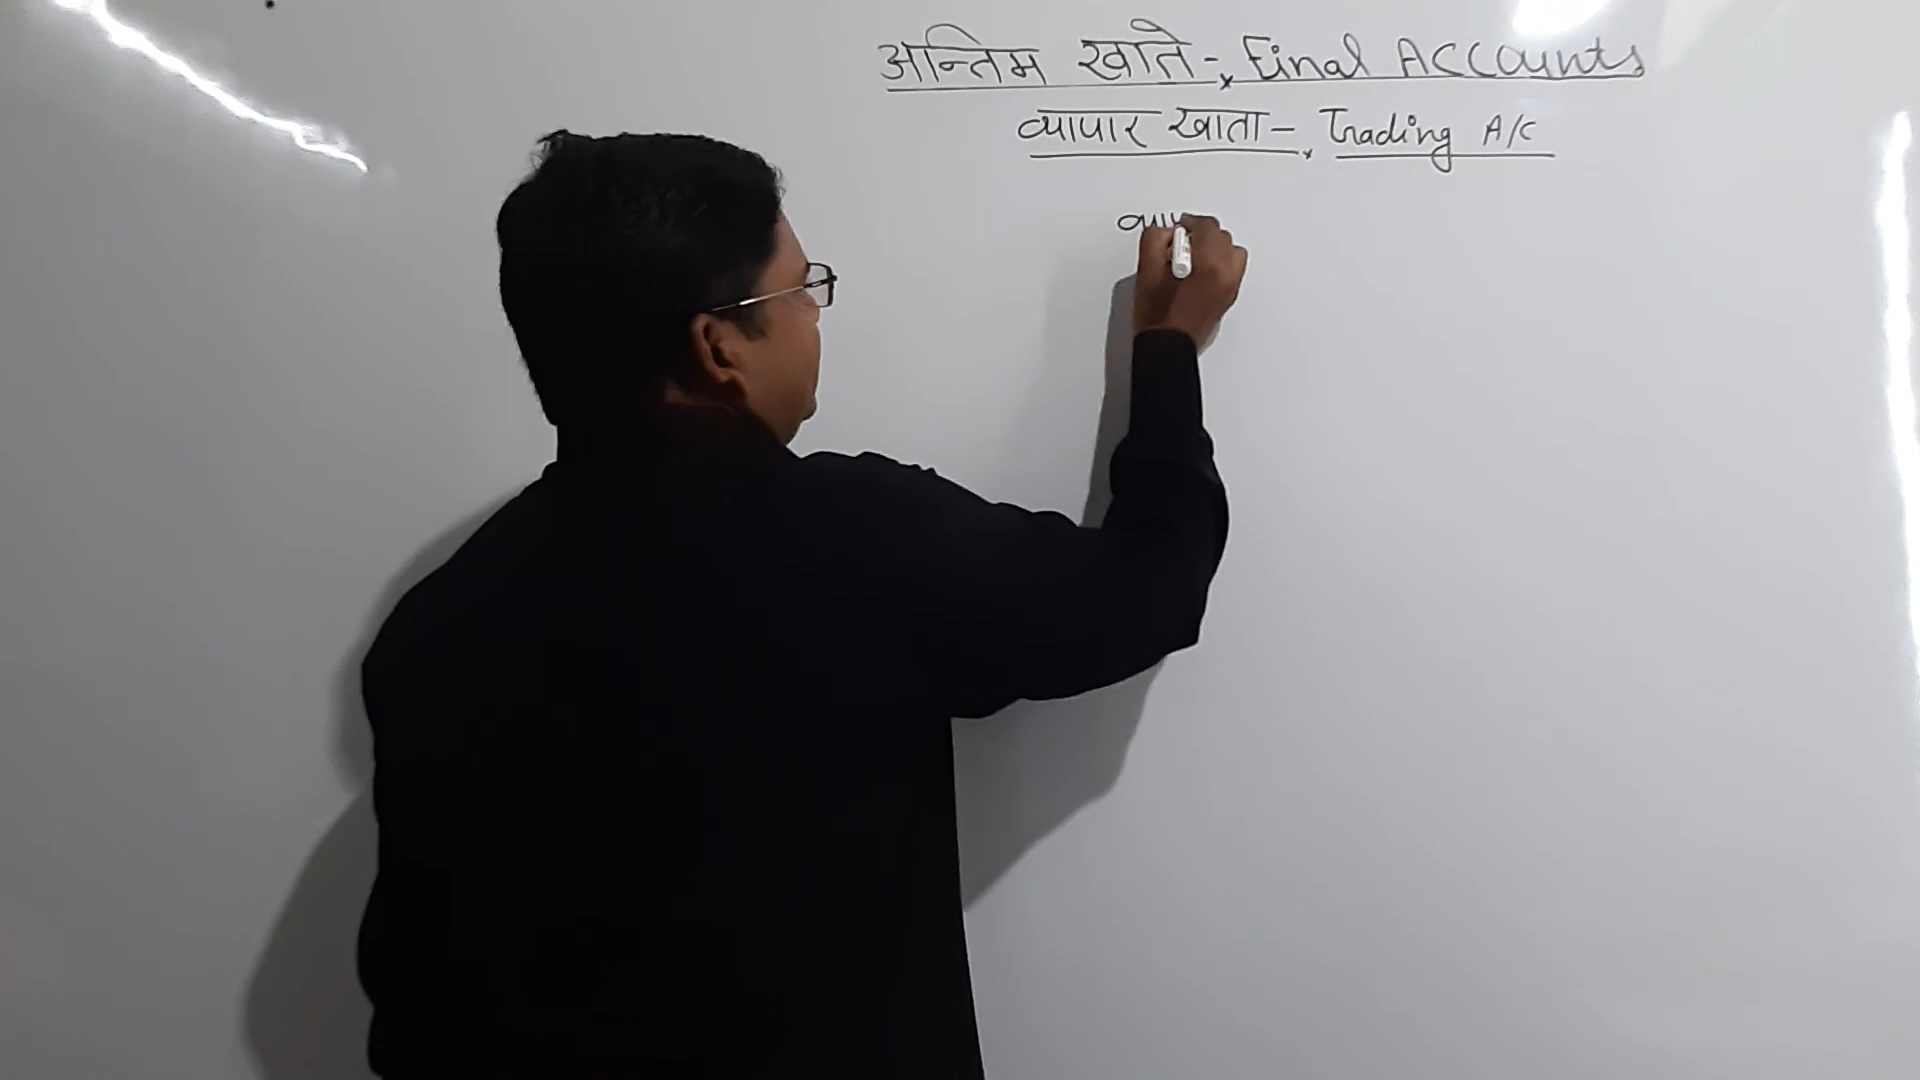 अन्तिम खाते-, Final Accounts
व्यापार खाता-, Trading A/C